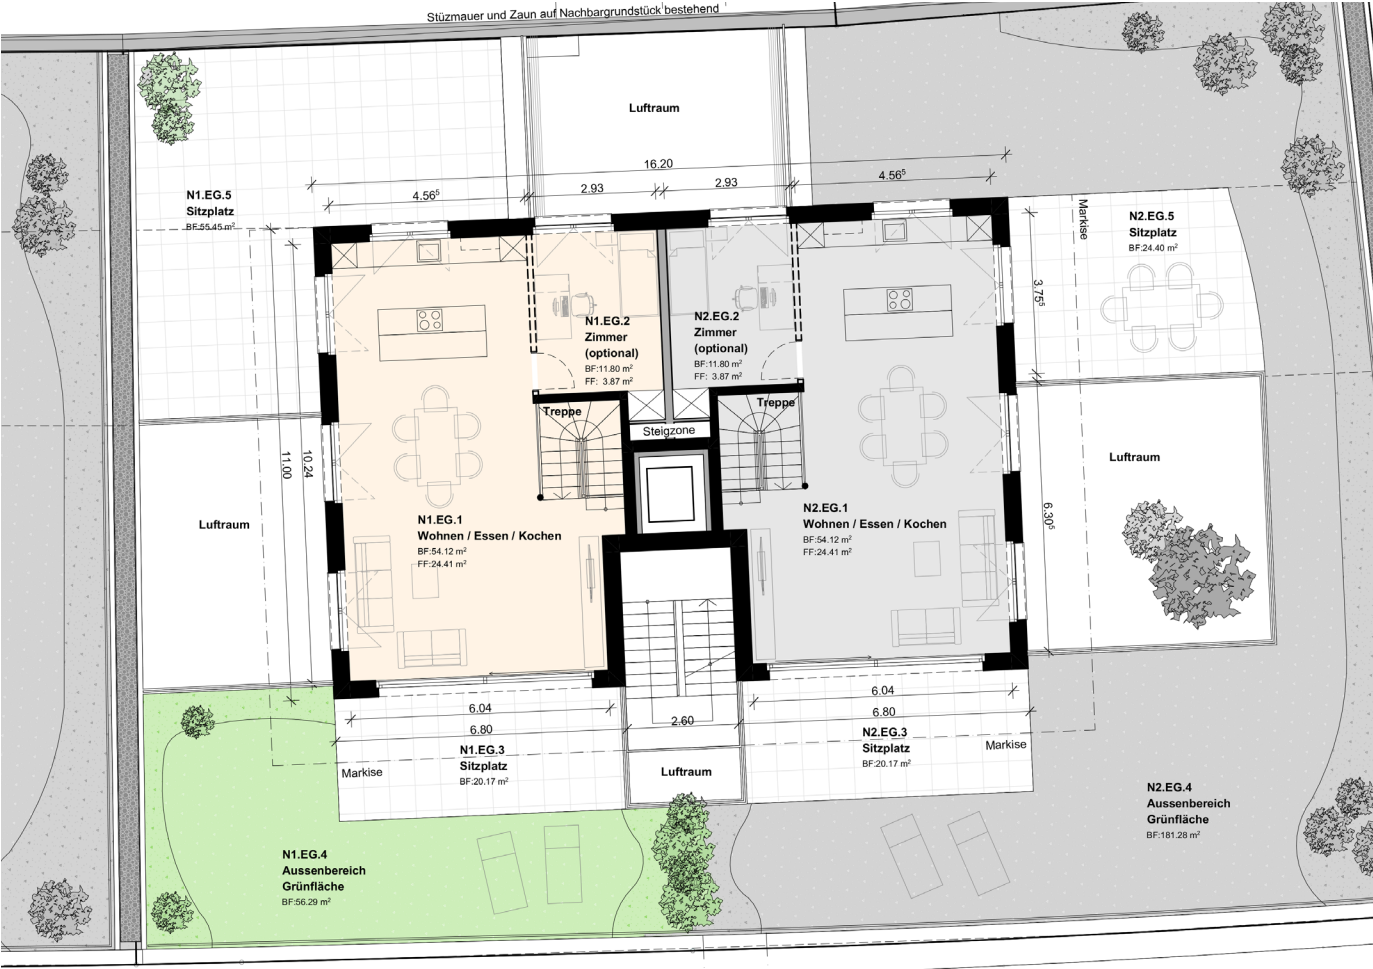 Stüzmauer und Zaun auf Nachbargrundstück bestehend
Luftraum
16.20
4.56⁵
2.93
2.93
4.56⁵
N1.EG.5
Sitzplatz
BF:55.45 m²
Markise
N2.EG.5
Sitzplatz
BF:24.40 m²
3.75⁵
N1.EG.2
Zimmer
(optional)
BF:11.80 m²
FF: 3.87 m²
N2.EG.2
Zimmer
(optional)
BF:11.80 m²
FF: 3.87 m²
Treppe
Treppe
Steigzone
11.00
10.24
Luftraum
Luftraum
6.30⁵
N1.EG.1
Wohnen / Essen / Kochen
BF:54.12 m²
FF:24.41 m²
N2.EG.1
Wohnen / Essen / Kochen
BF:54.12 m²
FF:24.41 m²
6.04
6.80
2.60
6.04
6.80
N1.EG.3
Sitzplatz
BF:20.17 m²
Markise
Luftraum
N2.EG.3
Sitzplatz
BF:20.17 m²
Markise
N2.EG.4
Aussenbereich
Grünfläche
BF:181.28 m²
N1.EG.4
Aussenbereich
Grünfläche
BF:56.29 m²